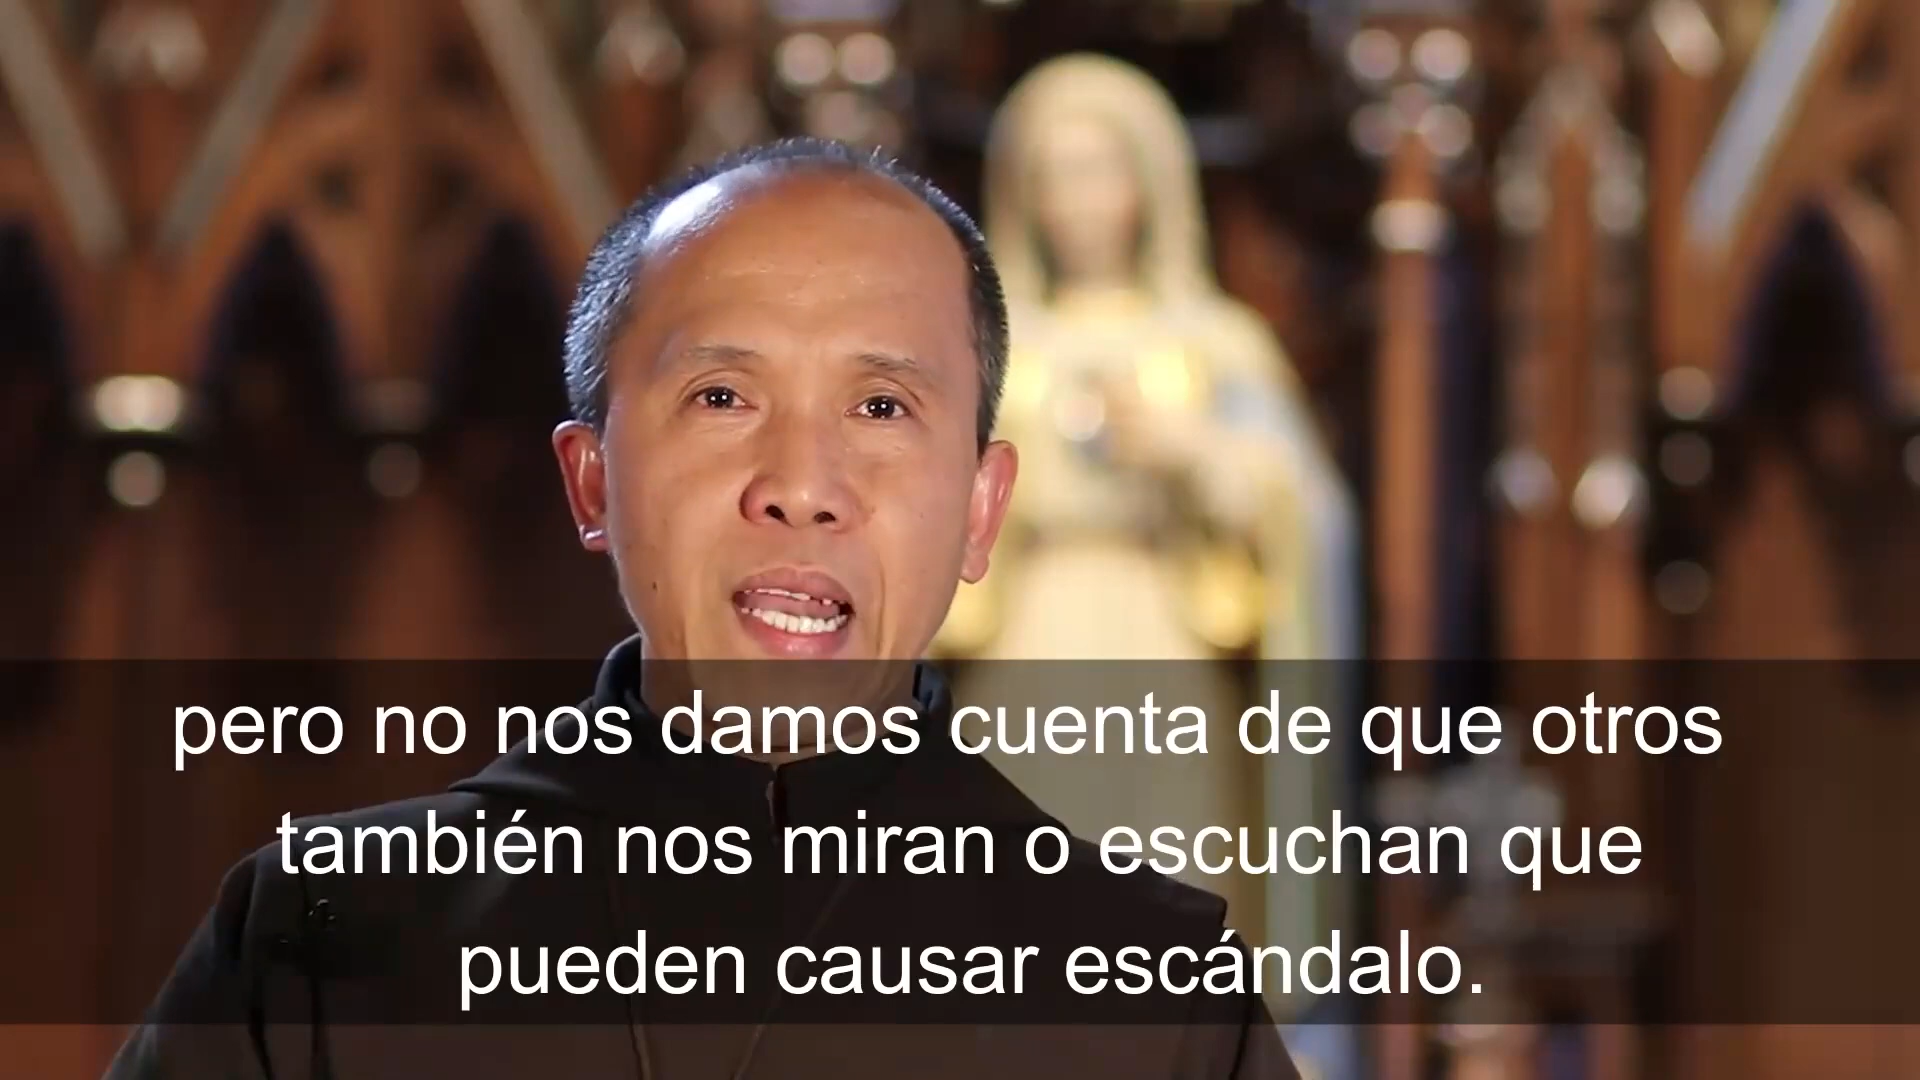 pero no nos damos cuenta de que otros
también nos miran o escuchan que
pueden causar escándalo.